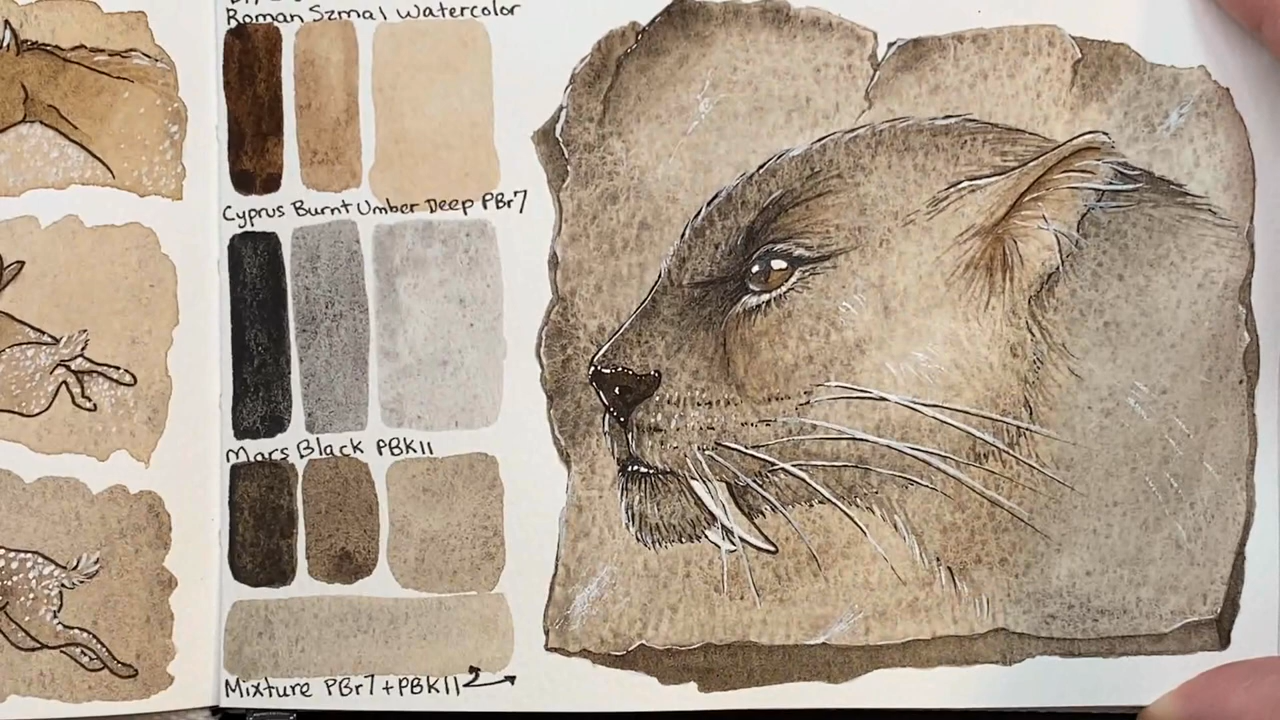 Roman Szmal Watercolor
Cyprus Burnt Umber Deep PBr7
Mars Black PBK11
Mixture PBr7+PBK11